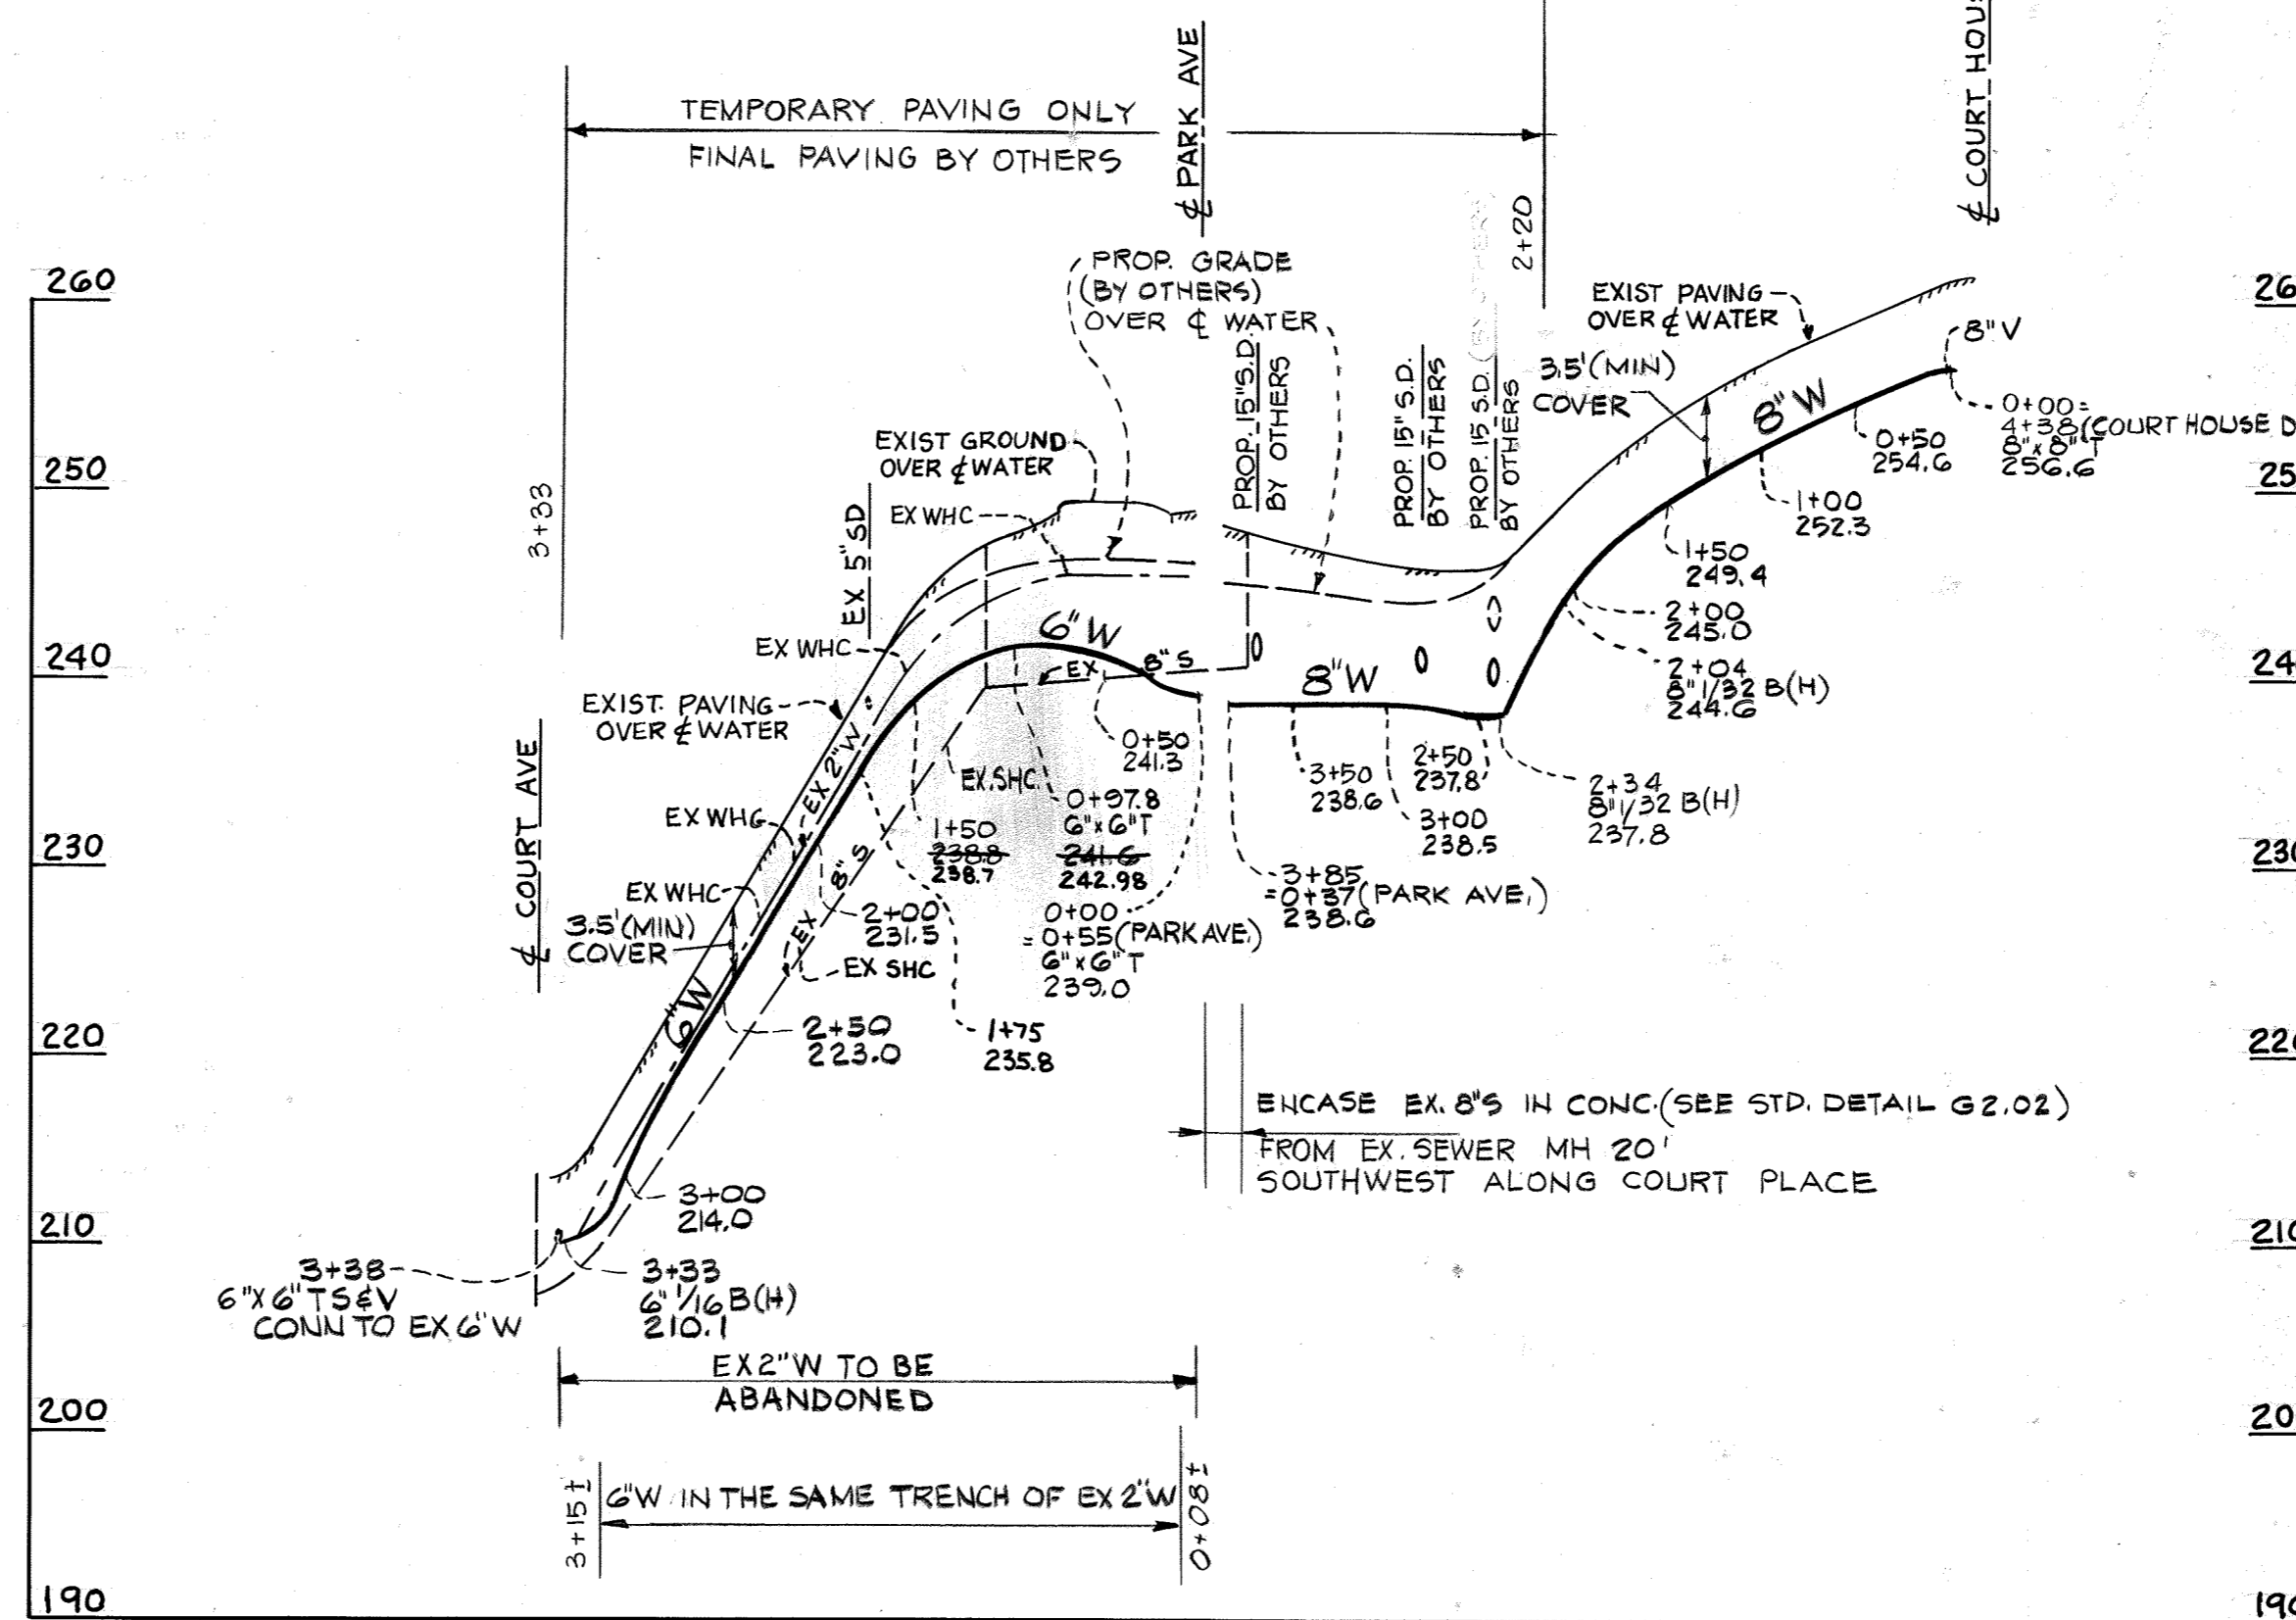 TEMPORARY PAVING ONLY
FINAL PAVING BY OTHERS
℄ PARK AVE
2+20
3+33
260
250
240
230
220
210
200
190
PROP. GRADE
(BY OTHERS)
OVER ℄ WATER
EXIST GROUND
OVER ℄ WATER
EX WHC
EX 5" SD
EX WHC
EXIST. PAVING
OVER ℄ WATER
℄ COURT AVE
EX WHC
3.5'(MIN)
COVER
EX 2"W
6"W
6"W
EX 8" S
EX 8" S
EX.SHC
EX SHC
PROP. 15" S.D.
BY OTHERS
PROP. 15" S.D.
BY OTHERS
PROP. 15 S.D.
BY OTHERS
EXIST PAVING
OVER ℄ WATER
3.5'(MIN)
COVER
8"W
8"W
8"V
0+00=
4+38(COURT HOUSE D
8"x8"T
256.6
0+50
254.6
1+00
252.3
1+50
249.4
2+00
245.0
2+04
8" 1/32 B(H)
244.6
2+34
8" 1/32 B(H)
237.8
2+50
237.8
3+00
238.5
3+50
238.6
3+85
=0+37(PARK AVE.)
238.6
0+00
=0+55(PARK AVE.)
6"x6"T
239.0
0+50
241.3
0+97.8
6"x6"T
241.6
242.98
1+50
238.8
238.7
1+75
235.8
2+00
231.5
2+50
223.0
3+00
214.0
3+33
6" 1/16 B(H)
210.1
3+38
6"X6"TS&V
CONN TO EX 6"W
ENCASE EX. 8"S IN CONC.(SEE STD. DETAIL G2.02)
FROM EX. SEWER MH 20'
SOUTHWEST ALONG COURT PLACE
EX 2"W TO BE
ABANDONED
3+15±
6"W IN THE SAME TRENCH OF EX 2"W
0+08±
℄ COURT HOUS
26
25
24
230
220
210
20
190